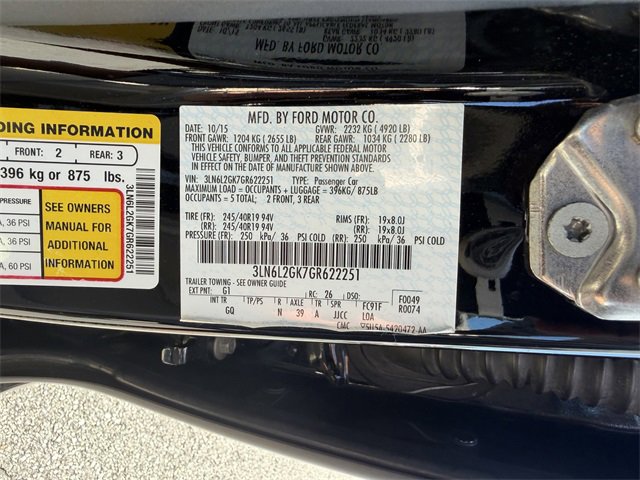 MFD. BY FORD MOTOR CO.
DATE: 10/15 GVWR: 2232 KG ( 4920 LB)
FRONT GAWR: 1204 KG ( 2655 LB) REAR GAWR: 1034 KG ( 2280 LB)
THIS VEHICLE CONFORMS TO ALL APPLICABLE FEDERAL MOTOR
VEHICLE SAFETY, BUMPER, AND THEFT PREVENTION STANDARDS IN
EFFECT ON THE DATE OF MANUFACTURE SHOWN ABOVE.
VIN: 3LN6L2GK7GR622251 TYPE: Passenger Car
MAXIMUM LOAD = OCCUPANTS + LUGGAGE = 396KG/ 875LB
OCCUPANTS = 5 TOTAL; 2 FRONT, 3 REAR
TIRE (FR): 245/40R19 94V RIMS (FR): 19x8.0J
TIRE (RR): 245/40R19 94V RIMS (RR): 19x8.0J
PRESSURE (FR): 250 kPa/ 36 PSI COLD (RR): 250 kPa/ 36 PSI COLD
3LN6L2GK7GR622251
TRAILER TOWING - SEE OWNER GUIDE
EXT PNT: G1 RC: 26 DSO: F0049
INT TR TP/PS R AXLE TR SPR FC91F R0074
GQ N 39 A JJCC LOA
CMC
DING INFORMATION
FRONT: 2 REAR: 3
396 kg or 875 lbs.
PRESSURE
A, 36 PSI
A, 36 PSI
A, 60 PSI
SEE OWNERS
MANUAL FOR
ADDITIONAL
INFORMATION
3LN6L2GK7GR622251
MFD. BY FORD MOTOR CO.